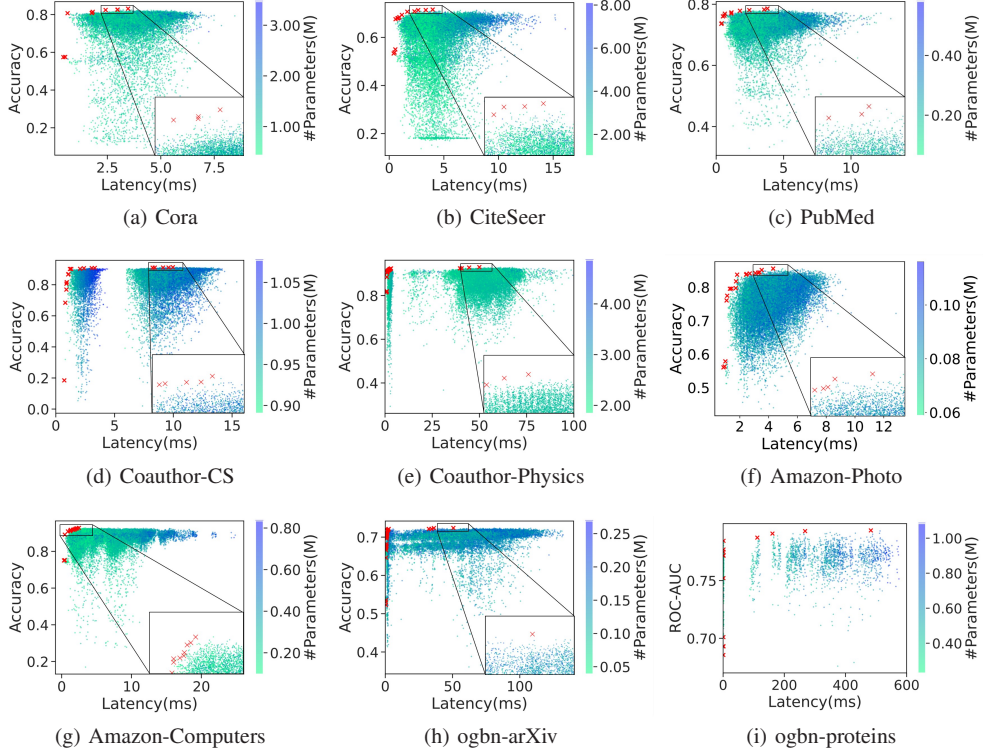 Accuracy
0.8
0.6
0.4
0.2
2.5
5.0
7.5
Latency(ms)
3.00
2.00
1.00
#Parameters(M)
(a) Cora
Accuracy
0.8
0.6
0.4
0.2
0
5
10
15
Latency(ms)
8.00
6.00
4.00
2.00
#Parameters(M)
(b) CiteSeer
Accuracy
0.8
0.6
0.4
0
5
10
Latency(ms)
0.40
0.20
#Parameters(M)
(c) PubMed
Accuracy
0.8
0.6
0.4
0.2
0.0
0
5
10
15
Latency(ms)
1.05
1.00
0.95
0.90
#Parameters(M)
(d) Coauthor-CS
Accuracy
0.8
0.6
0.4
0
25
50
75
100
Latency(ms)
4.00
3.00
2.00
#Parameters(M)
(e) Coauthor-Physics
Accuracy
0.8
0.7
0.6
0.5
2
4
6
8
10
12
Latency(ms)
0.10
0.08
0.06
#Parameters(M)
(f) Amazon-Photo
Accuracy
0.8
0.6
0.4
0.2
0
10
20
Latency(ms)
0.80
0.60
0.40
0.20
#Parameters(M)
(g) Amazon-Computers
Accuracy
0.7
0.6
0.5
0.4
0
50
100
Latency(ms)
0.25
0.20
0.15
0.10
0.05
#Parameters(M)
(h) ogbn-arXiv
ROC-AUC
0.75
0.70
0
200
400
600
Latency(ms)
1.00
0.80
0.60
0.40
#Parameters(M)
(i) ogbn-proteins